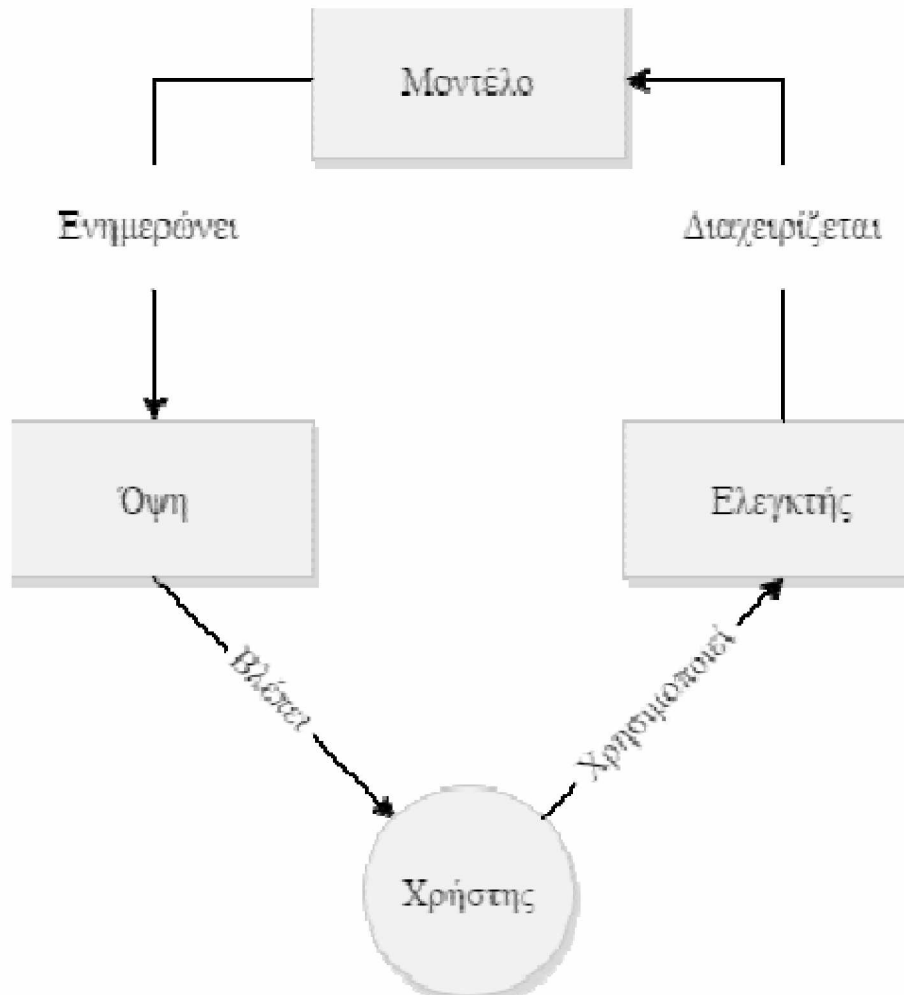 Μοντέλο
Ενημερώνει
Διαχειρίζεται
Όψη
Ελεγκτής
Βλέπει
Χρησιμοποιεί
Χρήστης